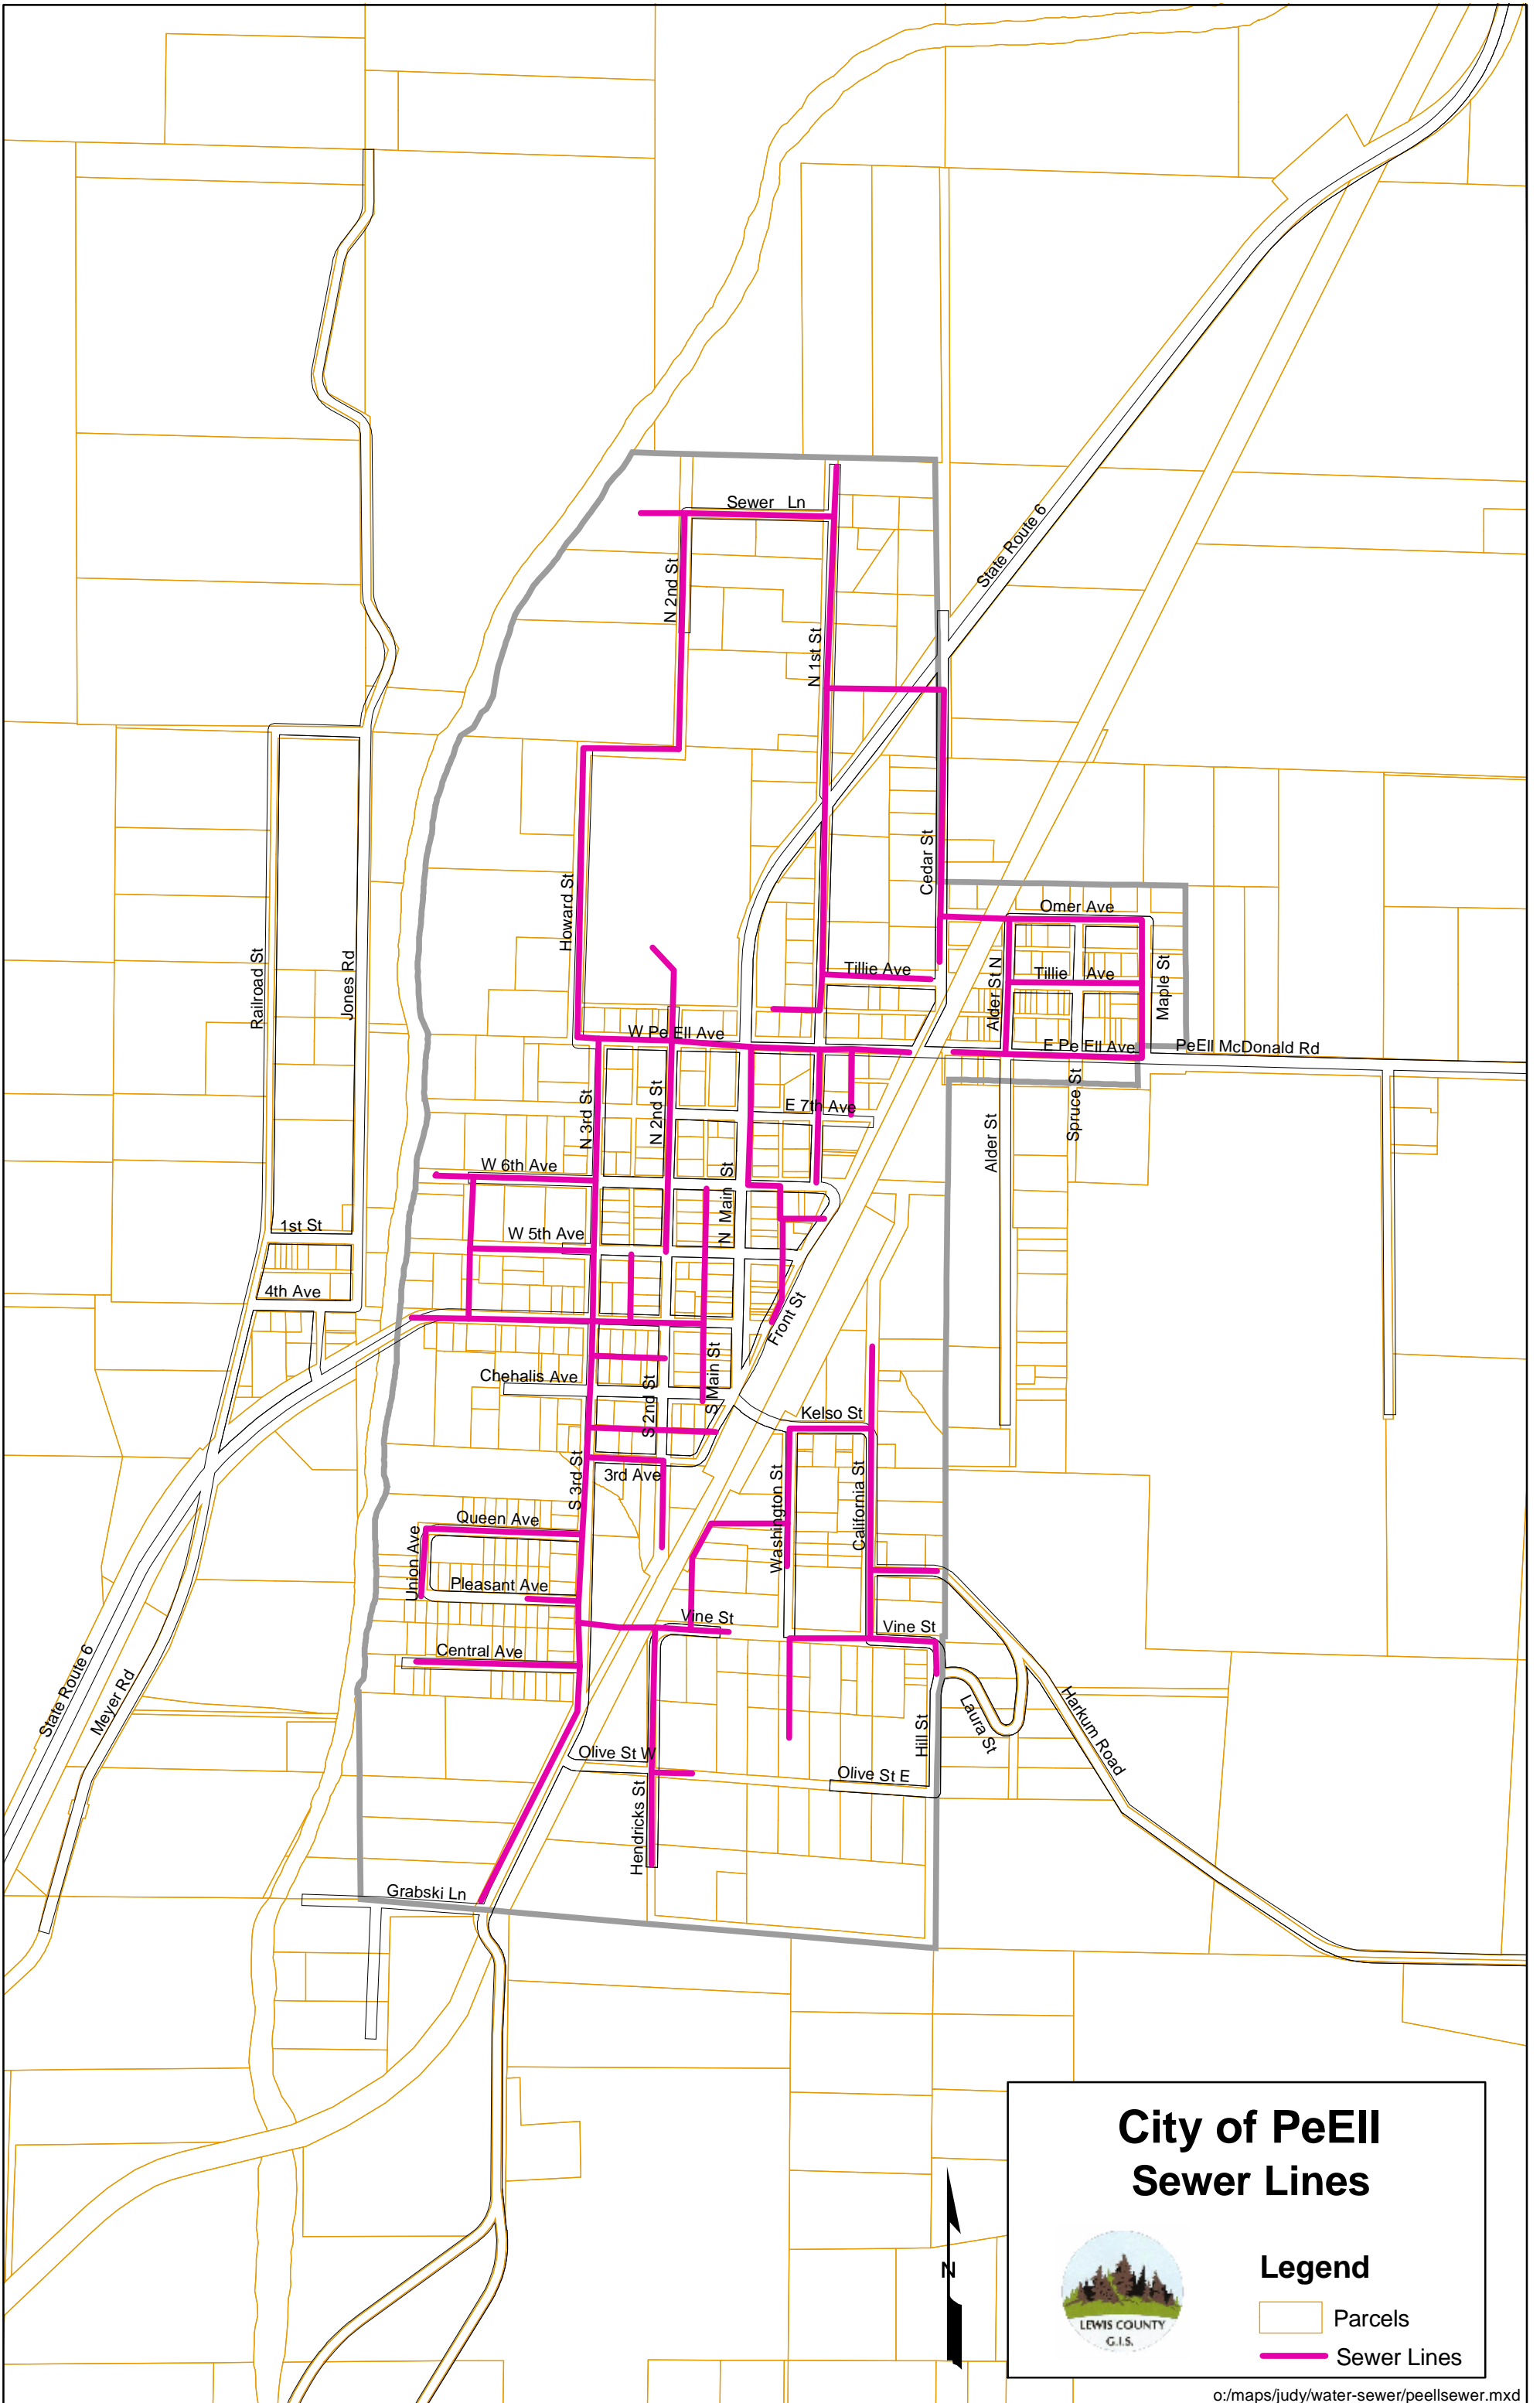 Sewer Ln
State Route 6
N 2nd St
N 1st St
Cedar St
Howard St
Omer Ave
Railroad St
Jones Rd
Tillie Ave
Alder St N
Tillie Ave
Maple St
W Pe Ell Ave
E Pe Ell Ave
PeEll McDonald Rd
N 3rd St
N 2nd St
E 7th Ave
Alder St
Spruce St
W 6th Ave
N Main St
1st St
W 5th Ave
4th Ave
Front St
Chehalis Ave
S 2nd St
S Main St
Kelso St
S 3rd St
3rd Ave
Washington St
California St
Queen Ave
Union Ave
Pleasant Ave
Vine St
Vine St
Central Ave
State Route 6
Meyer Rd
Hill St
Laura St
Harkum Road
Olive St W
Olive St E
Hendricks St
Grabski Ln
City of PeEll
Sewer Lines
N
Legend
LEWIS COUNTY
G.I.S.
Parcels
Sewer Lines
o:/maps/judy/water-sewer/peellsewer.mxd